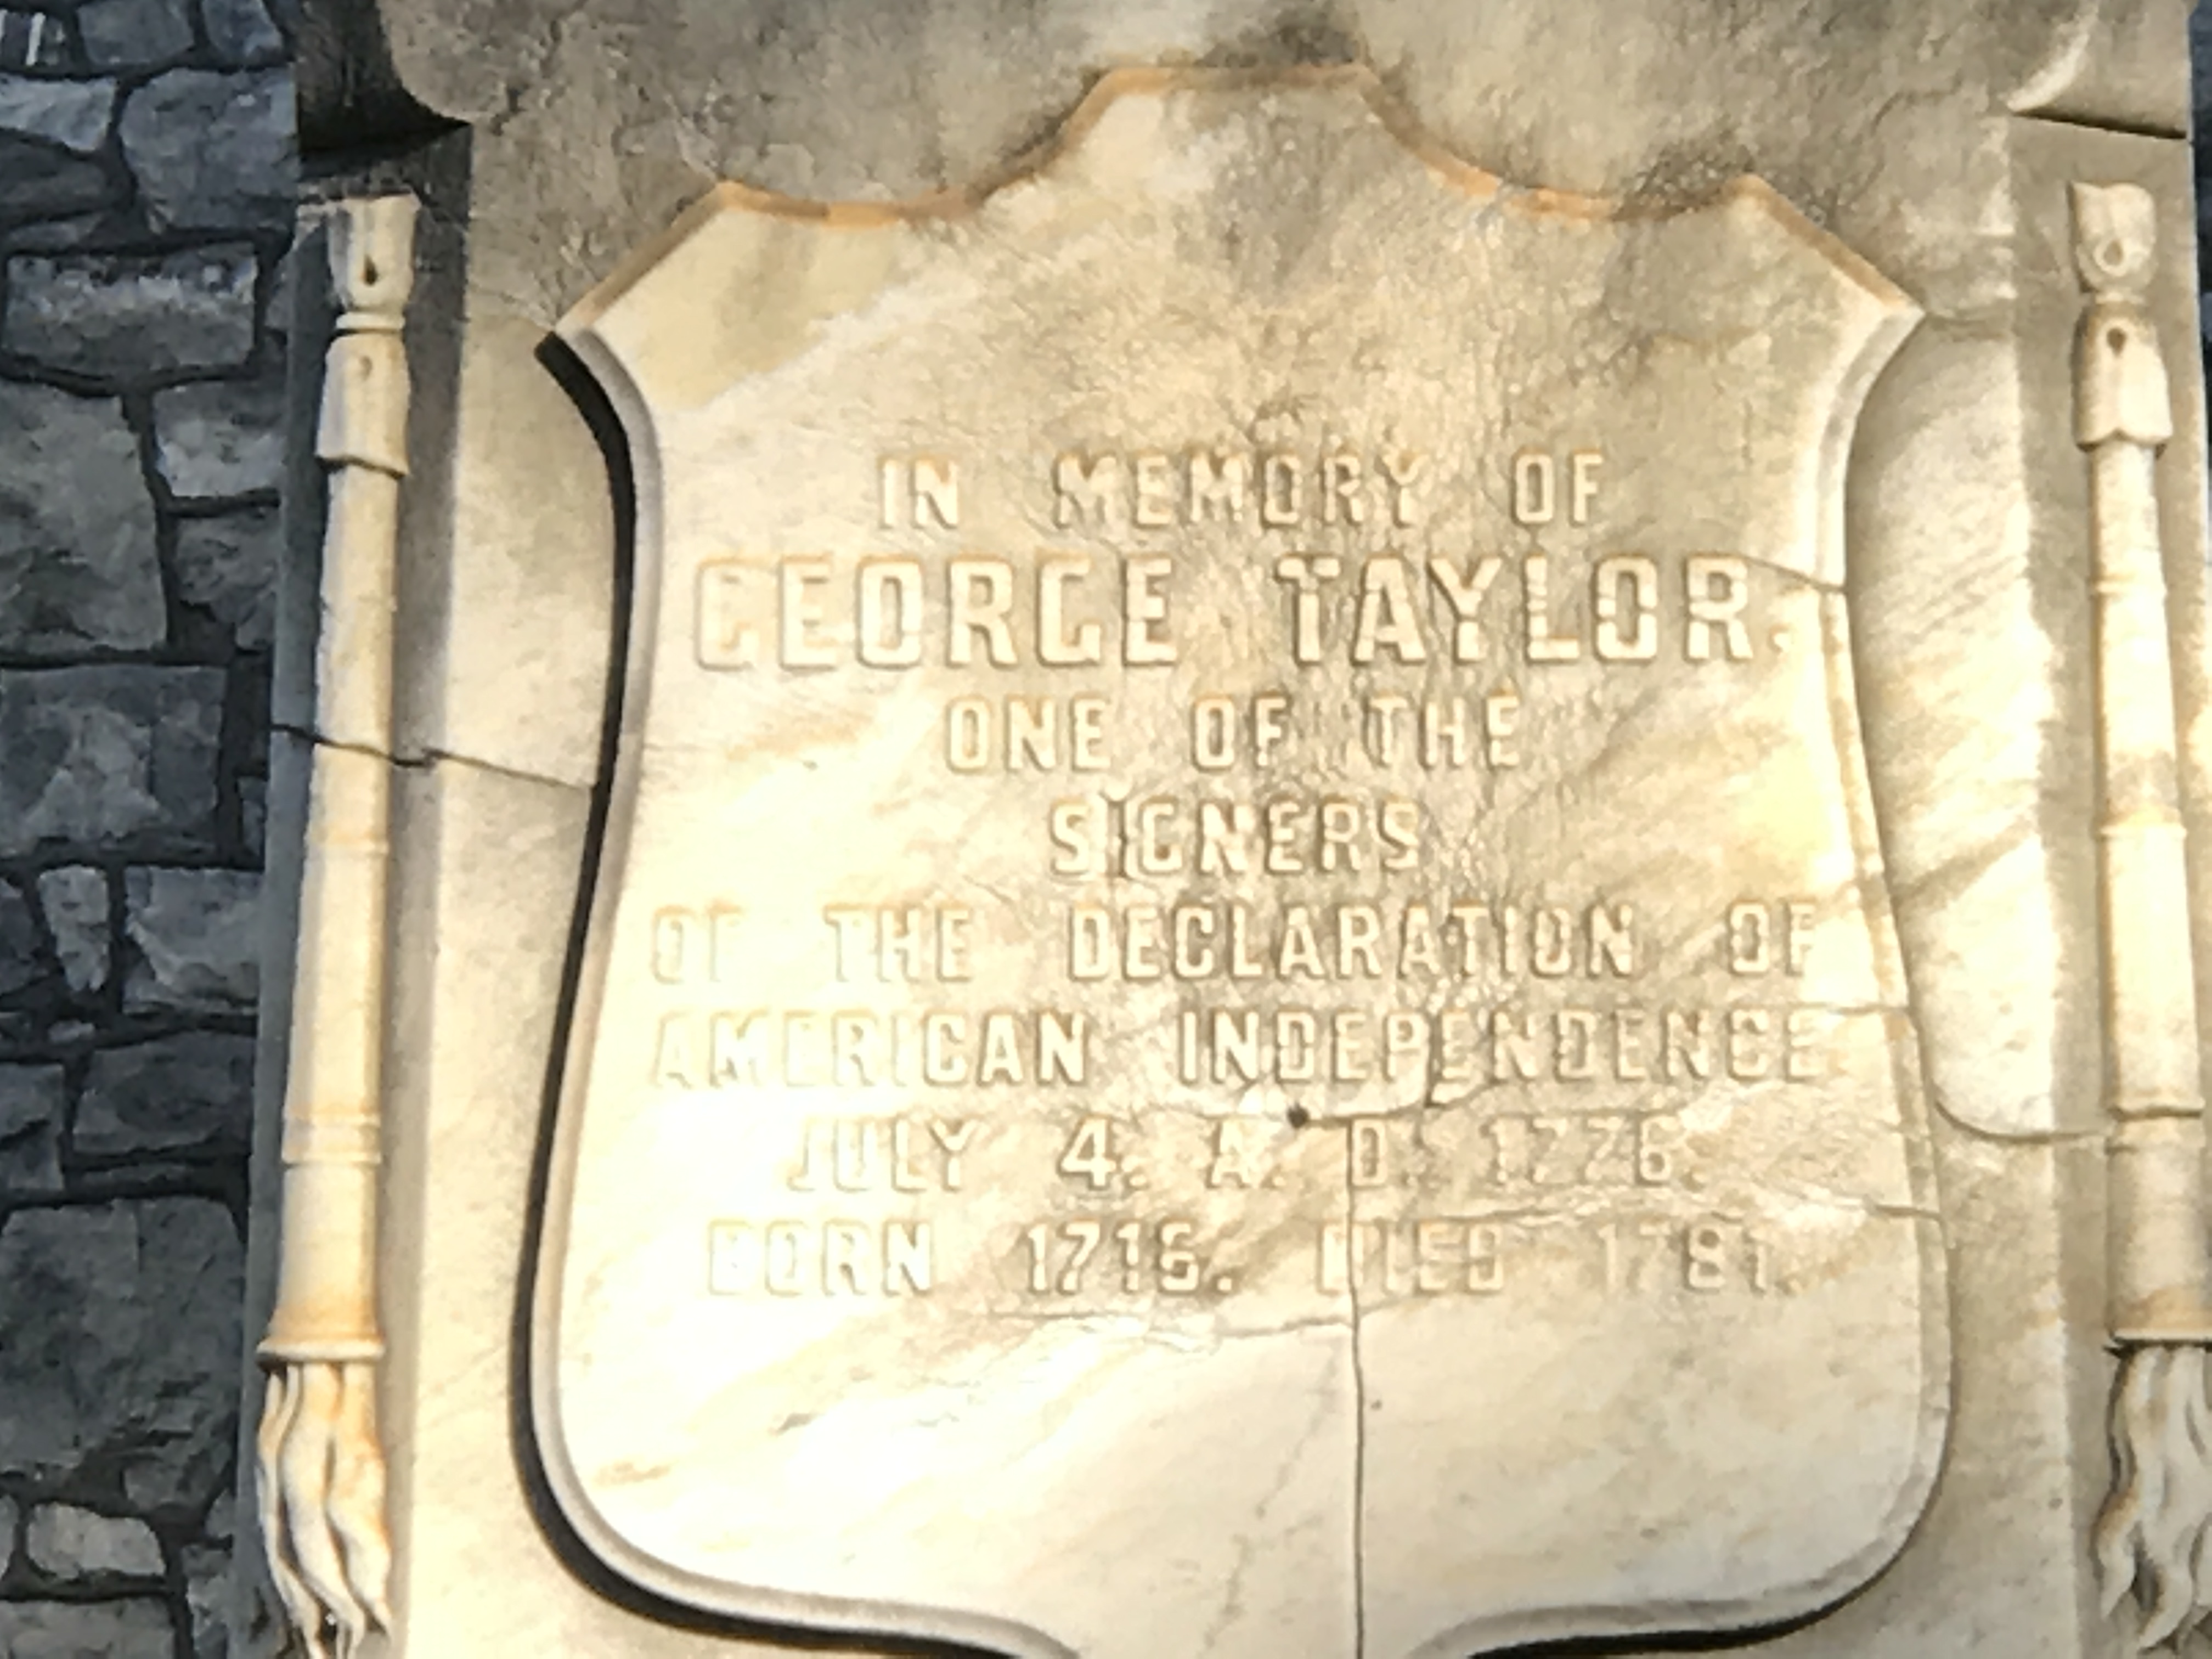 IN MEMORY OF
GEORGE TAYLOR.
ONE OF THE
SIGNERS
OF THE DECLARATION OF
AMERICAN INDEPENDENCE
JULY 4. A. D. 1776.
BORN 1716. DIED 1781.